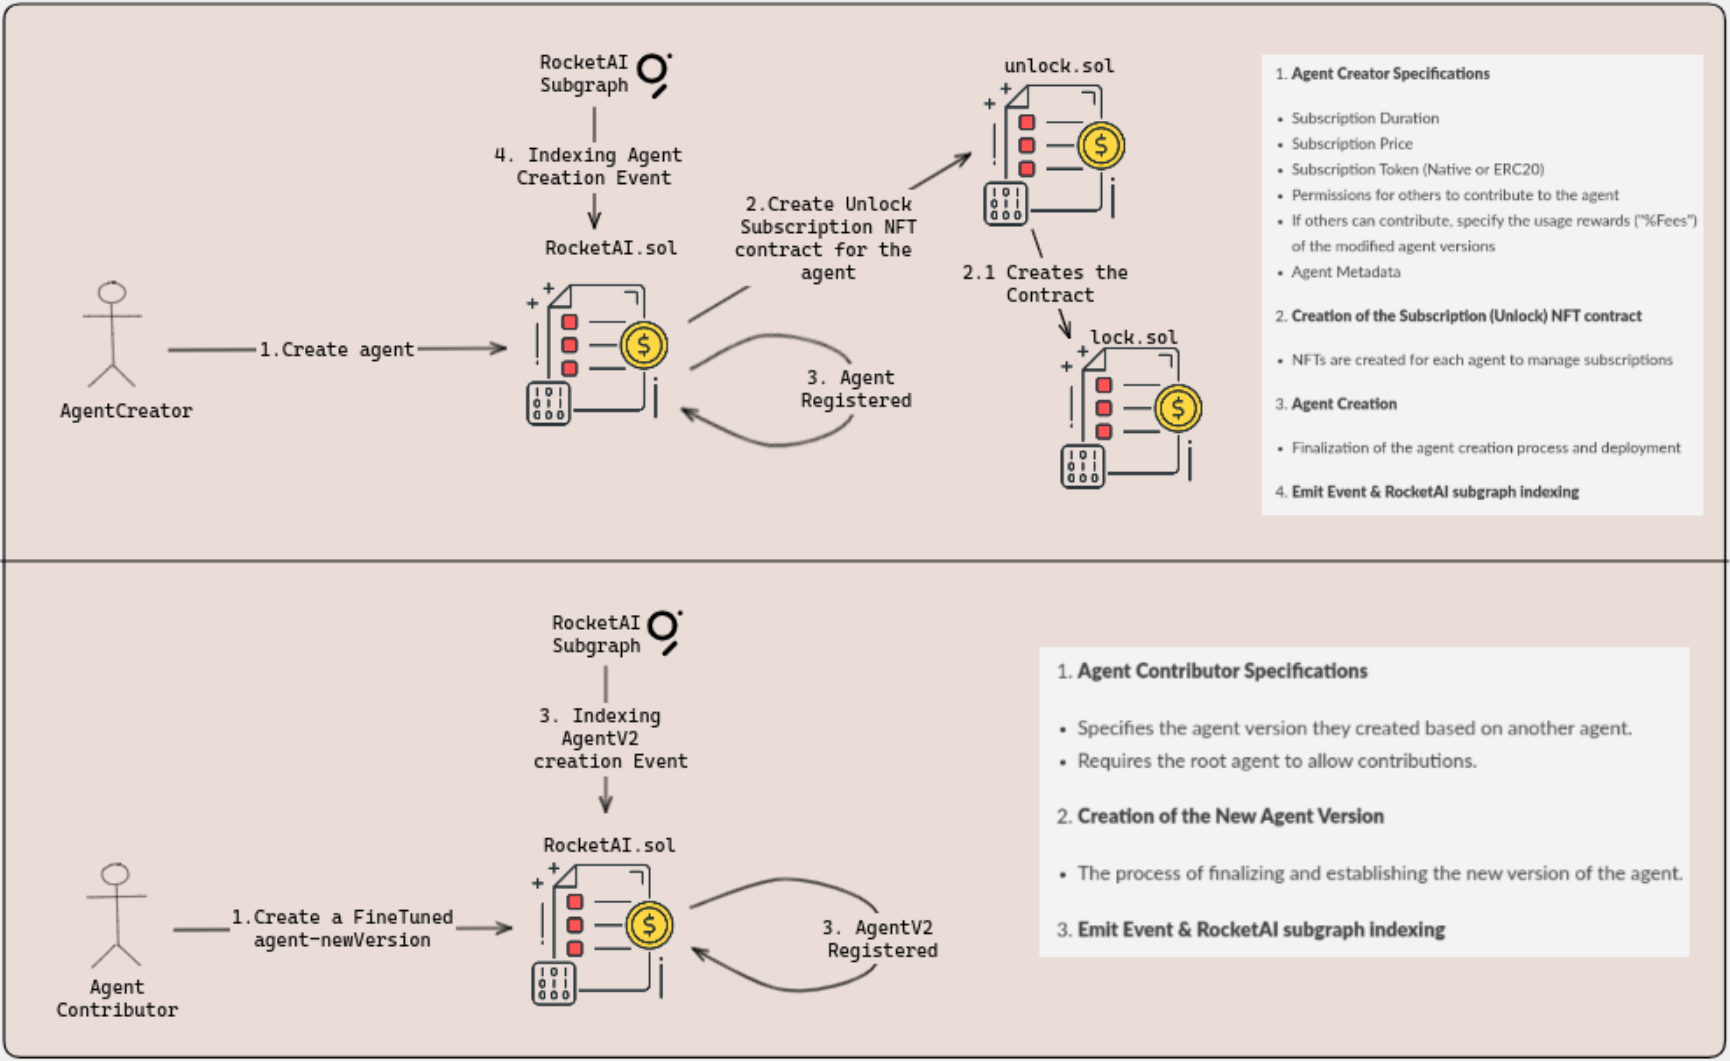 RocketAI
Subgraph
4. Indexing Agent
Creation Event
RocketAI.sol
AgentCreator
1.Create agent
2.Create Unlock
Subscription NFT
contract for the
agent
3. Agent
Registered
unlock.sol
2.1 Creates the
Contract
lock.sol
1. Agent Creator Specifications
• Subscription Duration
• Subscription Price
• Subscription Token (Native or ERC20)
• Permissions for others to contribute to the agent
• If others can contribute, specify the usage rewards ("%Fees")
of the modified agent versions
• Agent Metadata
2. Creation of the Subscription (Unlock) NFT contract
• NFTs are created for each agent to manage subscriptions
3. Agent Creation
• Finalization of the agent creation process and deployment
4. Emit Event & RocketAI subgraph indexing
RocketAI
Subgraph
3. Indexing
AgentV2
creation Event
RocketAI.sol
Agent
Contributor
1.Create a FineTuned
agent-newVersion
3. AgentV2
Registered
1. Agent Contributor Specifications
• Specifies the agent version they created based on another agent.
• Requires the root agent to allow contributions.
2. Creation of the New Agent Version
• The process of finalizing and establishing the new version of the agent.
3. Emit Event & RocketAI subgraph indexing